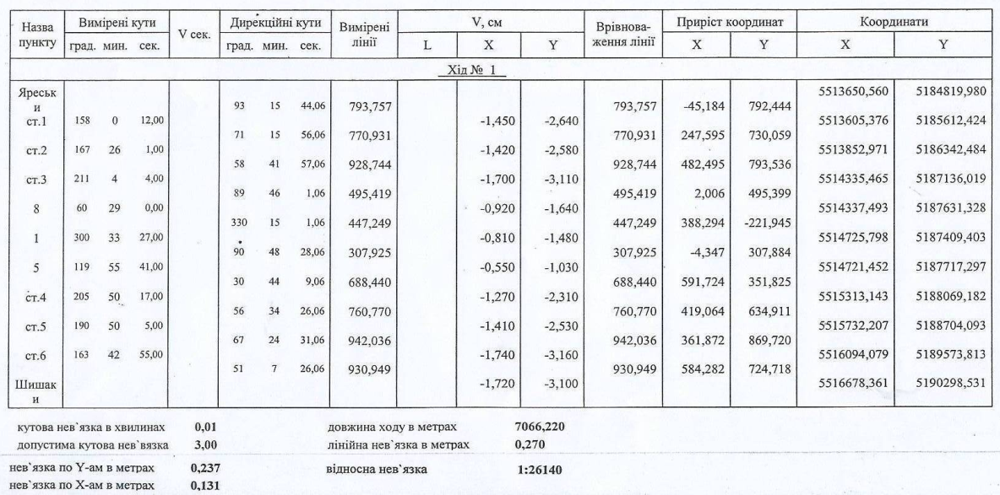 Назва Вимірені кути V сек. Дирекційні кути Вимірені V, см Врівнова- Приріст координат Координати
пункту град. мин. сек. град. мин. сек. лінії L X Y ження лінії X Y X Y
Хід № 1
Яреськ 5513650,560 5184819,980
и 93 15 44,06 793,757 793,757 -45,184 792,444
ст.1 158 0 12,00 -1,450 -2,640 5513605,376 5185612,424
71 15 56,06 770,931 770,931 247,595 730,059
ст.2 167 26 1,00 -1,420 -2,580 5513852,971 5186342,484
58 41 57,06 928,744 928,744 482,495 793,536
ст.3 211 4 4,00 -1,700 -3,110 5514335,465 5187136,019
89 46 1,06 495,419 495,419 2,006 495,399
8 60 29 0,00 -0,920 -1,640 5514337,493 5187631,328
330 15 1,06 447,249 447,249 388,294 -221,945
1 300 33 27,00 -0,810 -1,480 5514725,798 5187409,403
90 48 28,06 307,925 307,925 -4,347 307,884
5 119 55 41,00 -0,550 -1,030 5514721,452 5187717,297
30 44 9,06 688,440 688,440 591,724 351,825
ст.4 205 50 17,00 -1,270 -2,310 5515313,143 5188069,182
56 34 26,06 760,770 760,770 419,064 634,911
ст.5 190 50 5,00 -1,410 -2,530 5515732,207 5188704,093
67 24 31,06 942,036 942,036 361,872 869,720
ст.6 163 42 55,00 -1,740 -3,160 5516094,079 5189573,813
51 7 26,06 930,949 930,949 584,282 724,718
Шишак -1,720 -3,100 5516678,361 5190298,531
и
кутова нев`язка в хвилинах 0,01 довжина ходу в метрах 7066,220
допустима кутова нев`вязка 3,00 лінійна нев`язка в метрах 0,270
нев`язка по Y-ам в метрах 0,237 відносна нев`язка 1:26140
нев`язка по X-ам в метрах 0,131